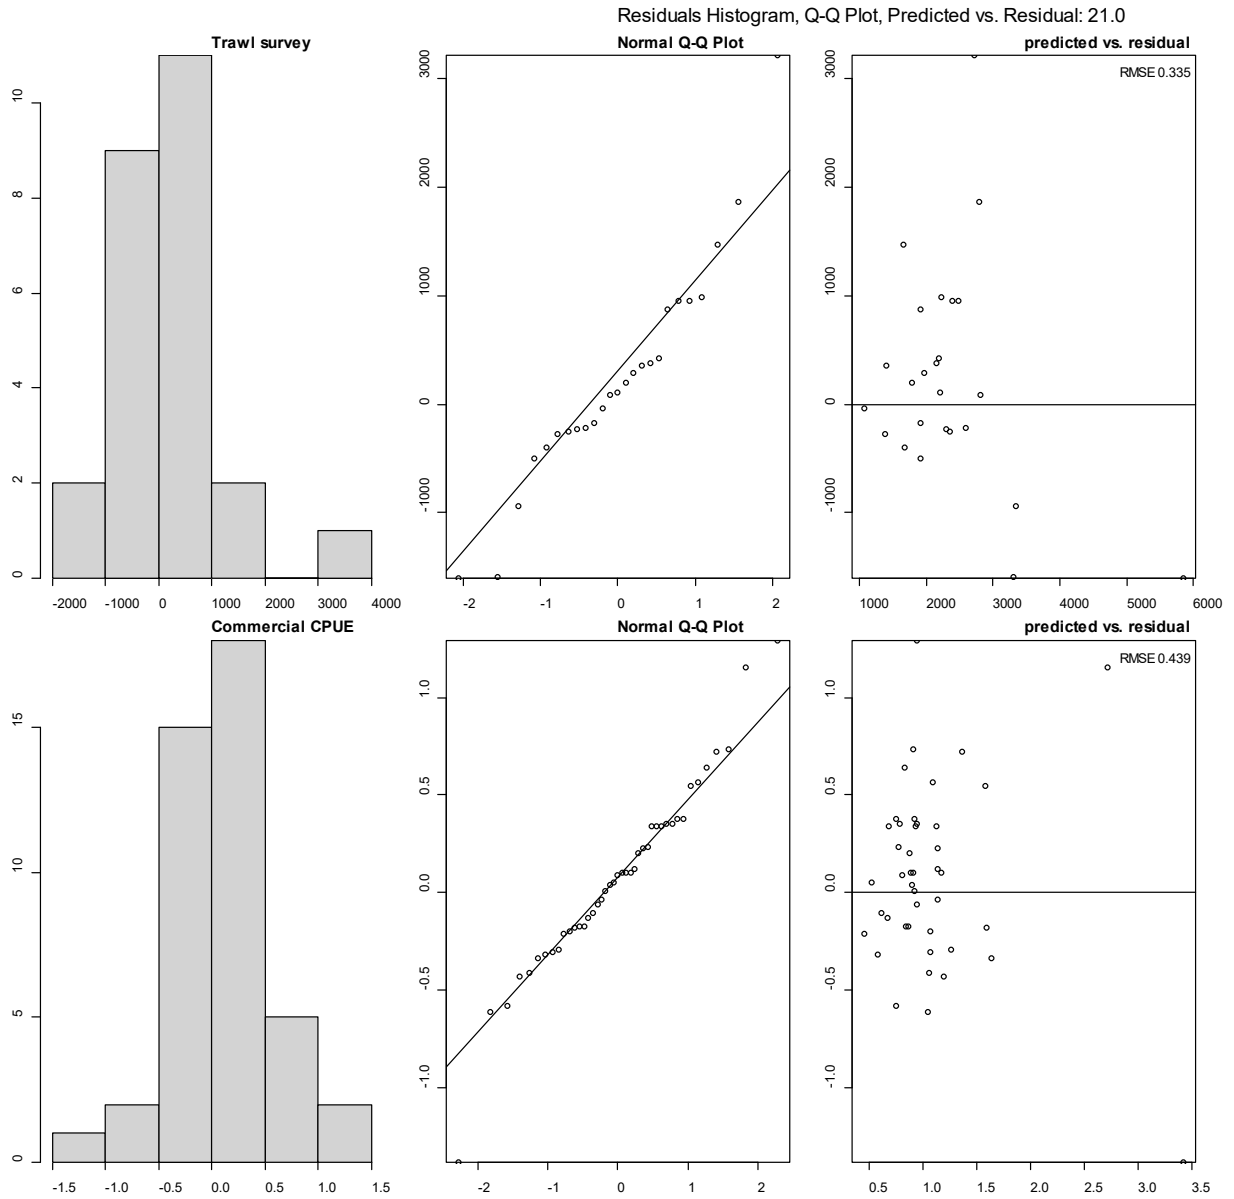 Residuals Histogram, Q-Q Plot, Predicted vs. Residual: 21.0
Trawl survey
Normal Q-Q Plot
predicted vs. residual
RMSE 0.335
0 2 4 6 8 10
-2000 -1000 0 1000 2000 3000 4000
-1000 0 1000 2000 3000
-2 -1 0 1 2
-1000 0 1000 2000 3000
1000 2000 3000 4000 5000 6000
Commercial CPUE
Normal Q-Q Plot
predicted vs. residual
RMSE 0.439
0 5 10 15
-1.5 -1.0 -0.5 0.0 0.5 1.0 1.5
-1.0 -0.5 0.0 0.5 1.0
-2 -1 0 1 2
-1.0 -0.5 0.0 0.5 1.0
0.5 1.0 1.5 2.0 2.5 3.0 3.5